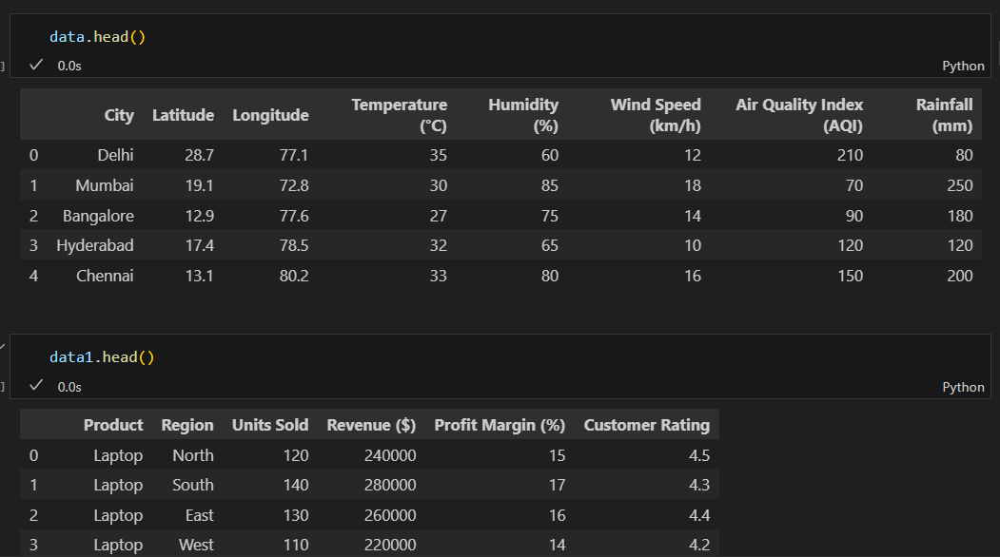 data.head()
] 0.0s Python
City Latitude Longitude Temperature (°C) Humidity (%) Wind Speed (km/h) Air Quality Index (AQI) Rainfall (mm)
0 Delhi 28.7 77.1 35 60 12 210 80
1 Mumbai 19.1 72.8 30 85 18 70 250
2 Bangalore 12.9 77.6 27 75 14 90 180
3 Hyderabad 17.4 78.5 32 65 10 120 120
4 Chennai 13.1 80.2 33 80 16 150 200
data1.head()
] 0.0s Python
Product Region Units Sold Revenue ($) Profit Margin (%) Customer Rating
0 Laptop North 120 240000 15 4.5
1 Laptop South 140 280000 17 4.3
2 Laptop East 130 260000 16 4.4
3 Laptop West 110 220000 14 4.2